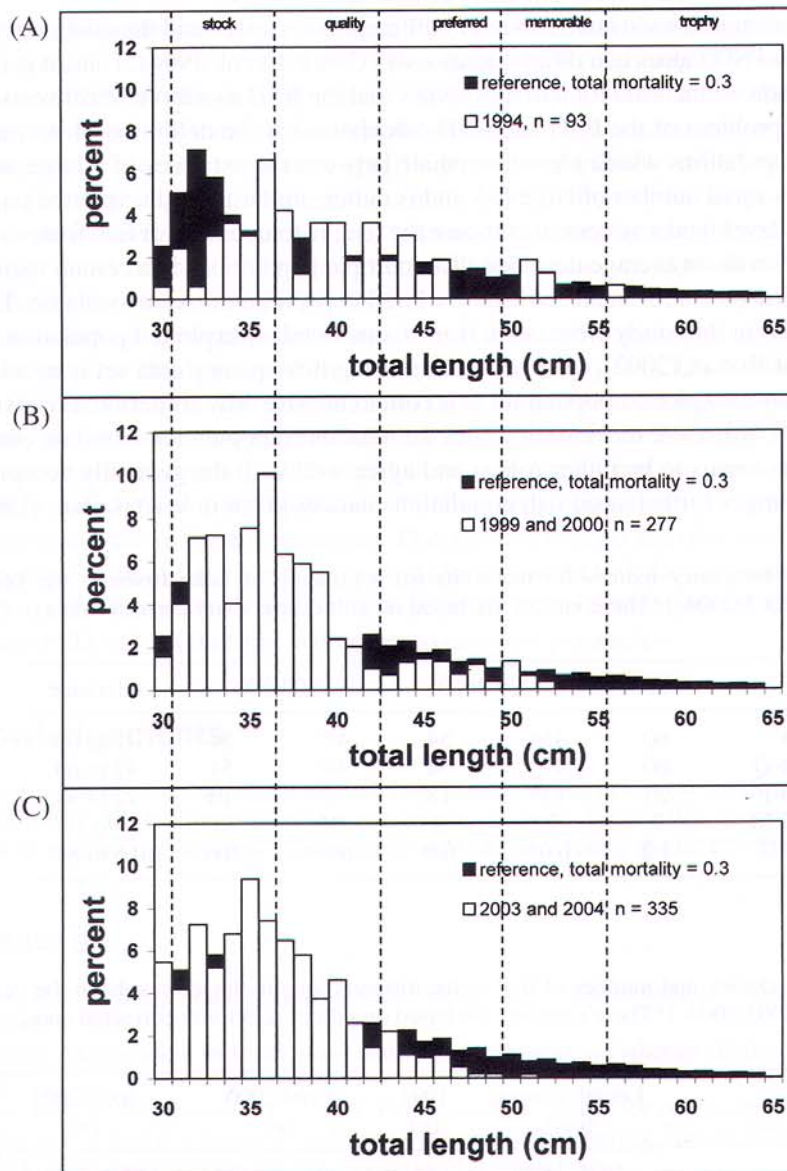 (A)
stock quality preferred memorable trophy
12
10
8
6
4
2
0
percent
reference, total mortality = 0.3
1994, n = 93
30 35 40 45 50 55 60 65
total length (cm)
(B)
12
10
8
6
4
2
0
percent
reference, total mortality = 0.3
1999 and 2000, n = 277
30 35 40 45 50 55 60 65
total length (cm)
(C)
12
10
8
6
4
2
0
percent
reference, total mortality = 0.3
2003 and 2004, n = 335
30 35 40 45 50 55 60 65
total length (cm)